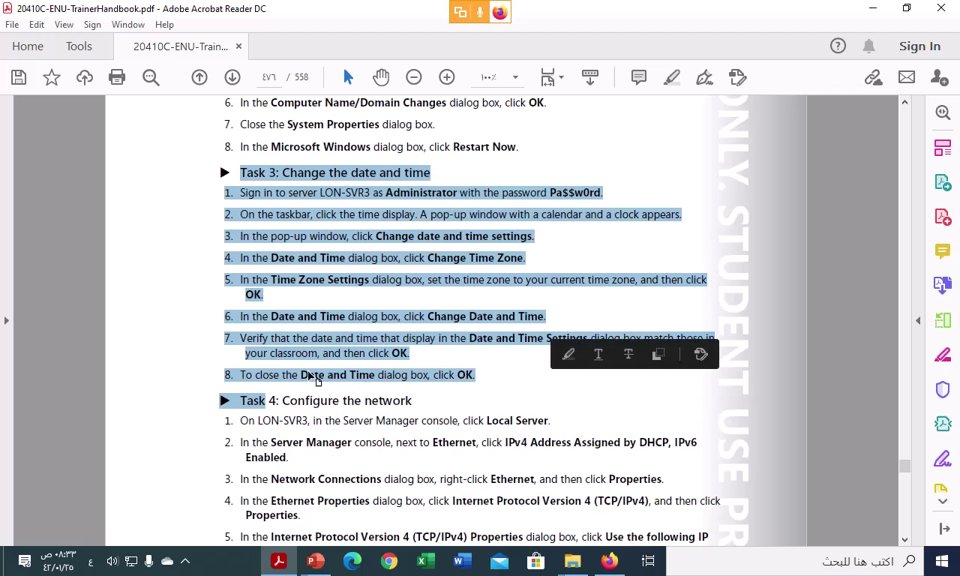 20410C-ENU-TrainerHandbook.pdf - Adobe Acrobat Reader DC
File Edit View Sign Window Help
Home Tools 20410C-ENU-Train... × Sign In
٤٧٦ / 558 ١٠٠%
6. In the Computer Name/Domain Changes dialog box, click OK.
7. Close the System Properties dialog box.
8. In the Microsoft Windows dialog box, click Restart Now.
Task 3: Change the date and time
1. Sign in to server LON-SVR3 as Administrator with the password Pa$$w0rd.
2. On the taskbar, click the time display. A pop-up window with a calendar and a clock appears.
3. In the pop-up window, click Change date and time settings.
4. In the Date and Time dialog box, click Change Time Zone.
5. In the Time Zone Settings dialog box, set the time zone to your current time zone, and then click
OK.
6. In the Date and Time dialog box, click Change Date and Time.
7. Verify that the date and time that display in the Date and Time Settings dialog box match those in
your classroom, and then click OK.
8. To close the Date and Time dialog box, click OK.
Task 4: Configure the network
1. On LON-SVR3, in the Server Manager console, click Local Server.
2. In the Server Manager console, next to Ethernet, click IPv4 Address Assigned by DHCP, IPv6
Enabled.
3. In the Network Connections dialog box, right-click Ethernet, and then click Properties.
4. In the Ethernet Properties dialog box, click Internet Protocol Version 4 (TCP/IPv4), and then click
Properties.
5. In the Internet Protocol Version 4 (TCP/IPv4) Properties dialog box, click Use the following IP
ONLY. STUDENT USE PR
٠٨:٣٣ ص
٤٢/٠١/٢٥
ع
اكتب هنا للبحث